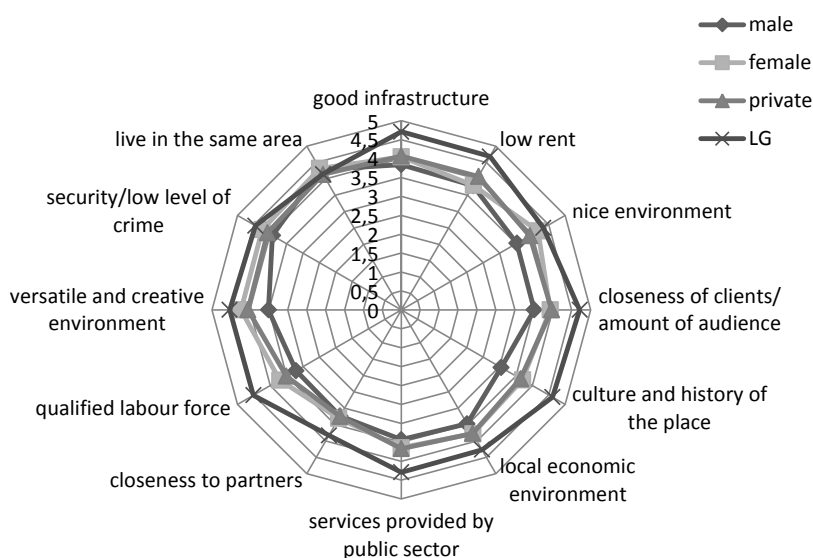 male
female
private
LG
good infrastructure
low rent
nice environment
closeness of clients/
amount of audience
culture and history of
the place
local economic
environment
services provided by
public sector
closeness to partners
qualified labour force
versatile and creative
environment
security/low level of
crime
live in the same area
5
4,5
4
3,5
3
2,5
2
1,5
1
0,5
0